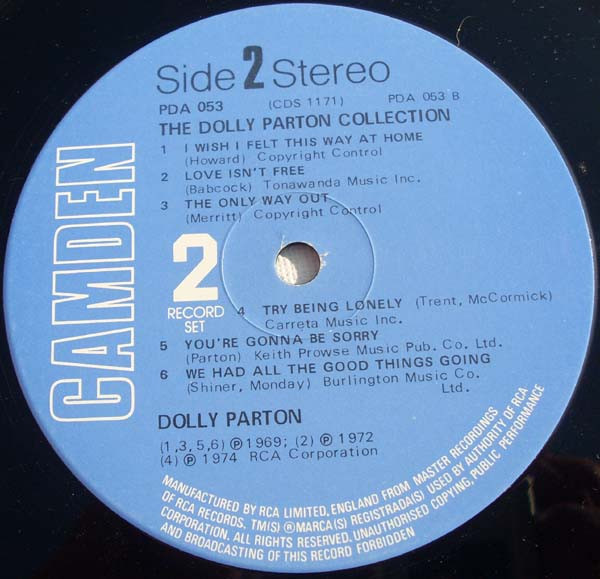 Side 2 Stereo
PDA 053 (CDS 1171) PDA 053 B
THE DOLLY PARTON COLLECTION
1 I WISH I FELT THIS WAY AT HOME
(Howard) Copyright Control
2 LOVE ISN'T FREE
(Babcock) Tonawanda Music Inc.
3 THE ONLY WAY OUT
(Merritt) Copyright Control
CAMDEN
2
RECORD
SET
4 TRY BEING LONELY (Trent, McCormick)
Carreta Music Inc.
5 YOU'RE GONNA BE SORRY
(Parton) Keith Prowse Music Pub. Co. Ltd.
6 WE HAD ALL THE GOOD THINGS GOING
(Shiner, Monday) Burlington Music Co.
Ltd.
DOLLY PARTON
(1,3,5,6) ℗ 1969; (2) ℗ 1972
(4) ℗ 1974 RCA Corporation
MANUFACTURED BY RCA LIMITED, ENGLAND FROM MASTER RECORDINGS
OF RCA RECORDS. TM(S) ® MARCA(S) REGISTRADA(S) USED BY AUTHORITY OF RCA
CORPORATION. ALL RIGHTS RESERVED. UNAUTHORISED COPYING, PUBLIC PERFORMANCE
AND BROADCASTING OF THIS RECORD FORBIDDEN